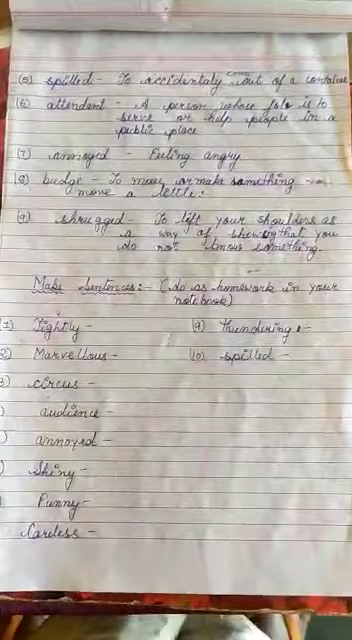 (5) spilled - To accidentaly come out of a container
(6) attendant - A person whose job is to
serve or help people in a
public place
(7) annoyed - Feeling angry
(8) budge - To move or make something
move a little.
(9) shrugged - To lift your shoulders as
a way of showing that you
do not know something.
Make Sentences:- (do as homework in your
notebook)
1) Tightly -
2) Marvellous -
3) circus -
) audience -
) annoyed -
) Shiny -
Funny -
Careless -
(9) thundering :-
(10) spilled -